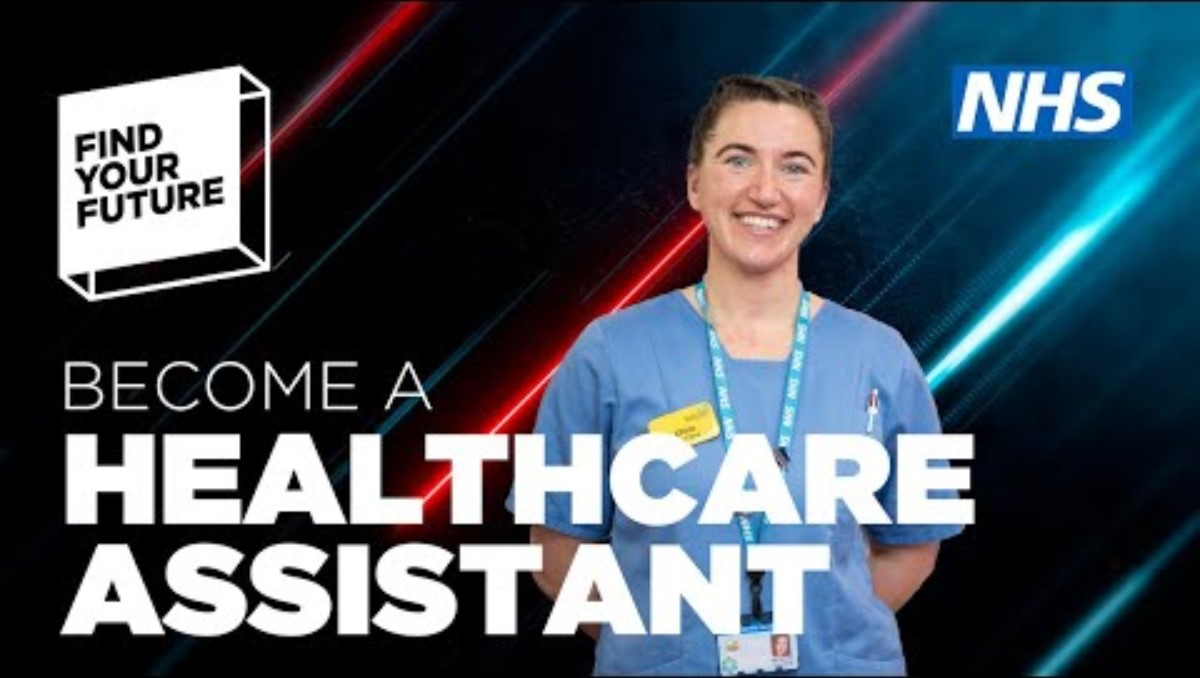 FIND
YOUR
FUTURE
NHS
BECOME A
HEALTHCARE
ASSISTANT